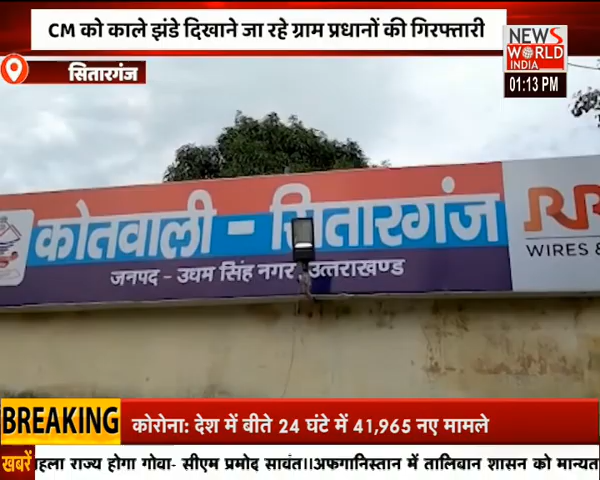 CM को काले झंडे दिखाने जा रहे ग्राम प्रधानों की गिरफ्तारी
NEWS
WORLD
INDIA
सितारगंज
01:13 PM
कोतवाली - सितारगंज
जनपद - उधम सिंह नगर, उत्तराखण्ड
RR
WIRES &
BREAKING
कोरोना: देश में बीते 24 घंटे में 41,965 नए मामले
खबरें
हला राज्य होगा गोवा- सीएम प्रमोद सावंत।।अफगानिस्तान में तालिबान शासन को मान्यत